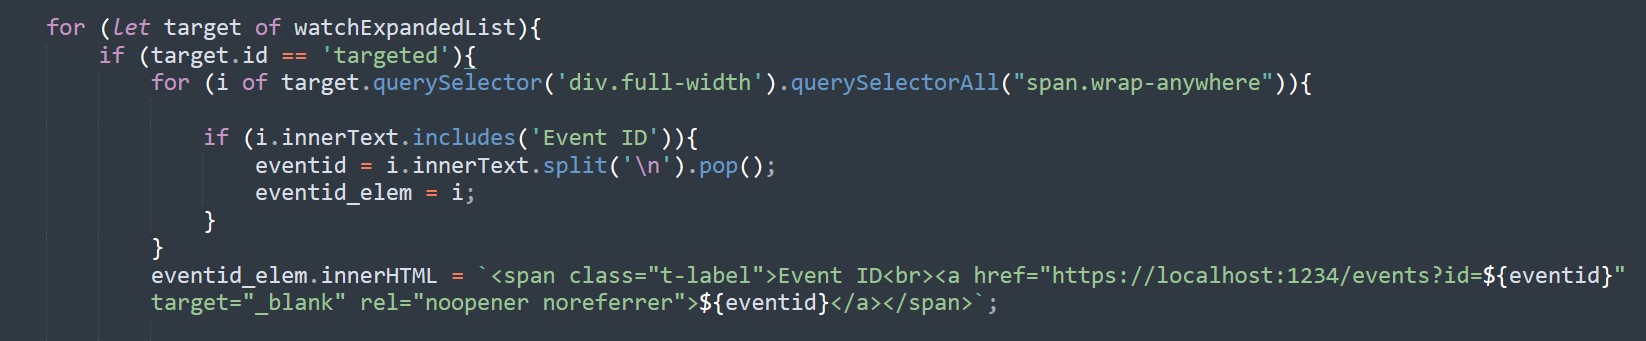 for (let target of watchExpandedList){
if (target.id == 'targeted'){
for (i of target.querySelector('div.full-width').querySelectorAll("span.wrap-anywhere")){
if (i.innerText.includes('Event ID')){
eventid = i.innerText.split('\n').pop();
eventid_elem = i;
}
}
eventid_elem.innerHTML = `<span class="t-label">Event ID<br><a href="https://localhost:1234/events?id=${eventid}"
target="_blank" rel="noopener noreferrer">${eventid}</a></span>`;